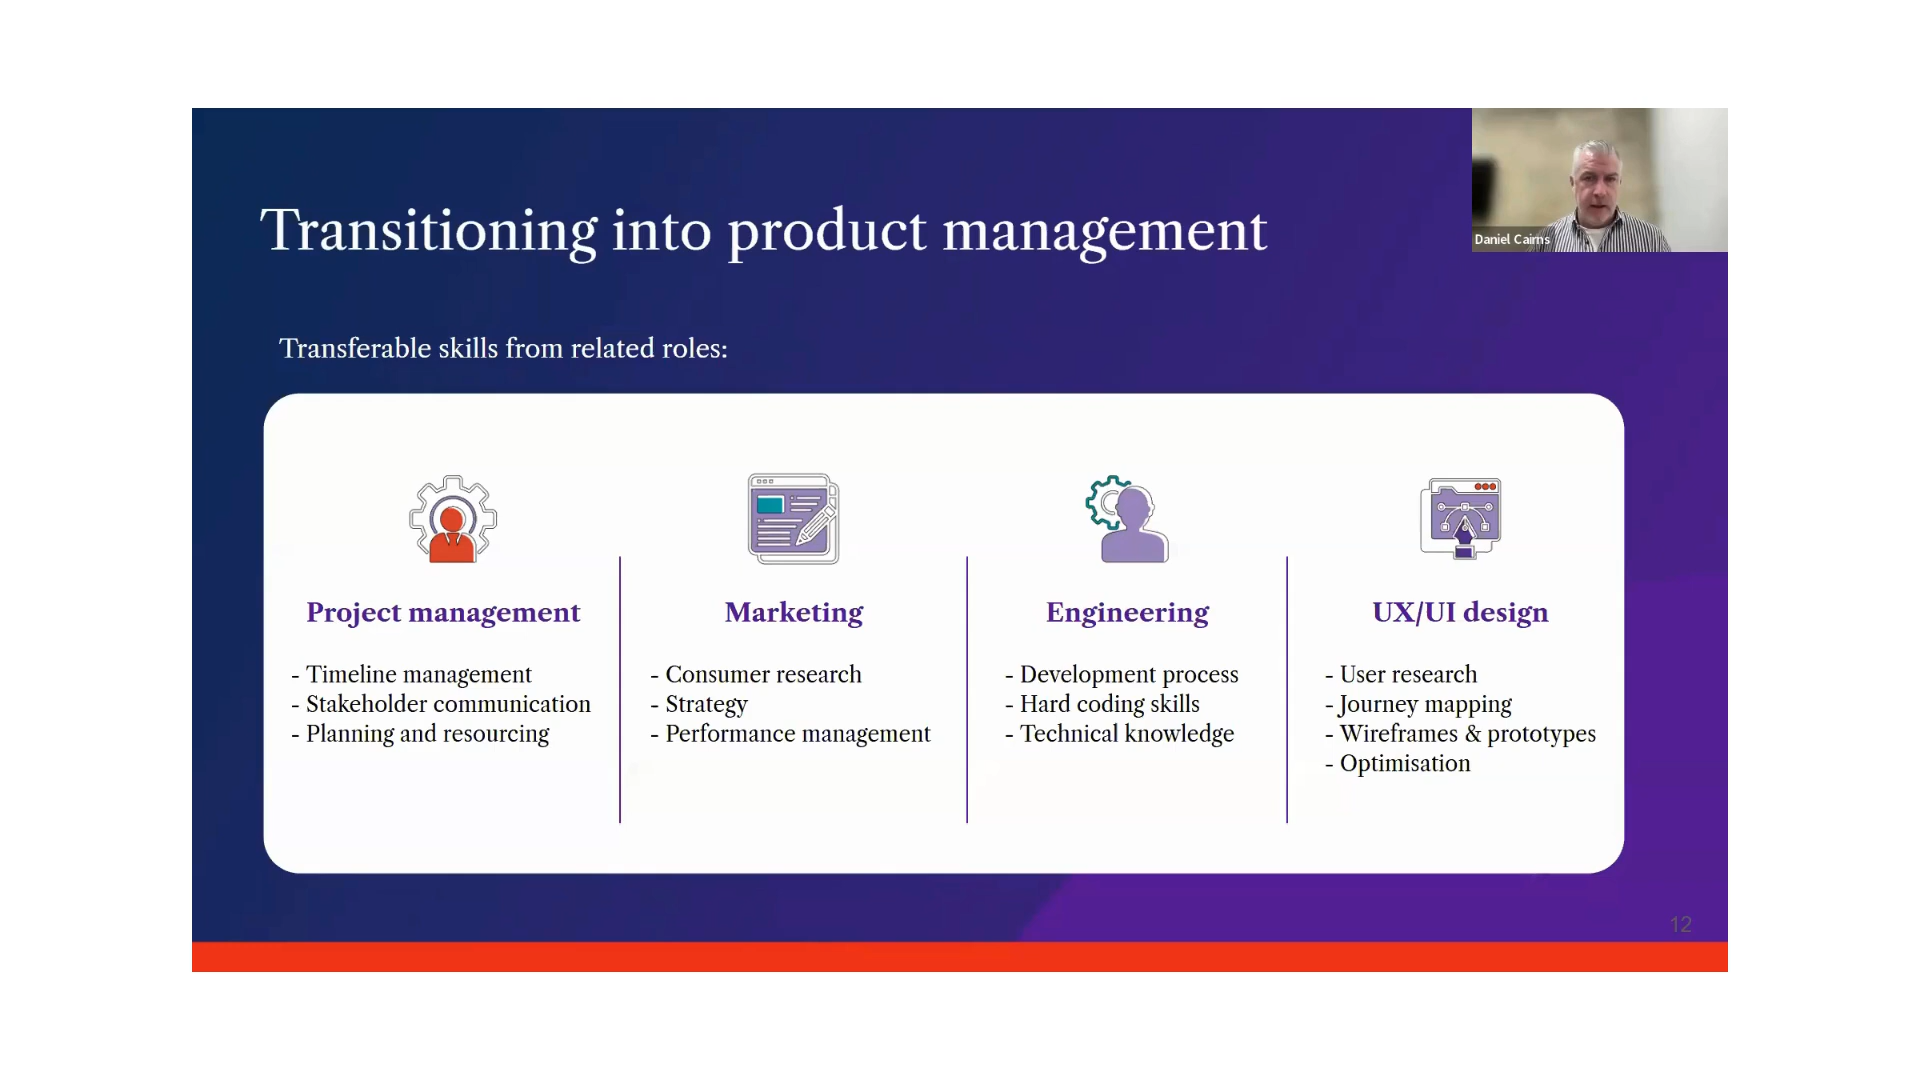 Transitioning into product management
Daniel Cairns
Transferable skills from related roles:
Project management
- Timeline management
- Stakeholder communication
- Planning and resourcing
Marketing
- Consumer research
- Strategy
- Performance management
Engineering
- Development process
- Hard coding skills
- Technical knowledge
UX/UI design
- User research
- Journey mapping
- Wireframes & prototypes
- Optimisation
12